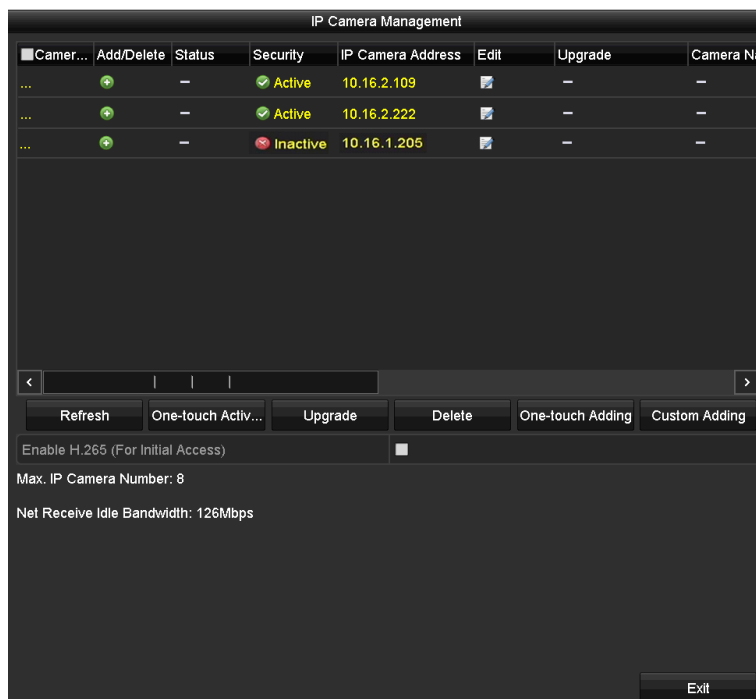 IP Camera Management
Camer... Add/Delete Status Security IP Camera Address Edit Upgrade Camera Na
... – Active 10.16.2.109 – –
... – Active 10.16.2.222 – –
... – Inactive 10.16.1.205 – –
Refresh One-touch Activ... Upgrade Delete One-touch Adding Custom Adding
Enable H.265 (For Initial Access)
Max. IP Camera Number: 8
Net Receive Idle Bandwidth: 126Mbps
Exit